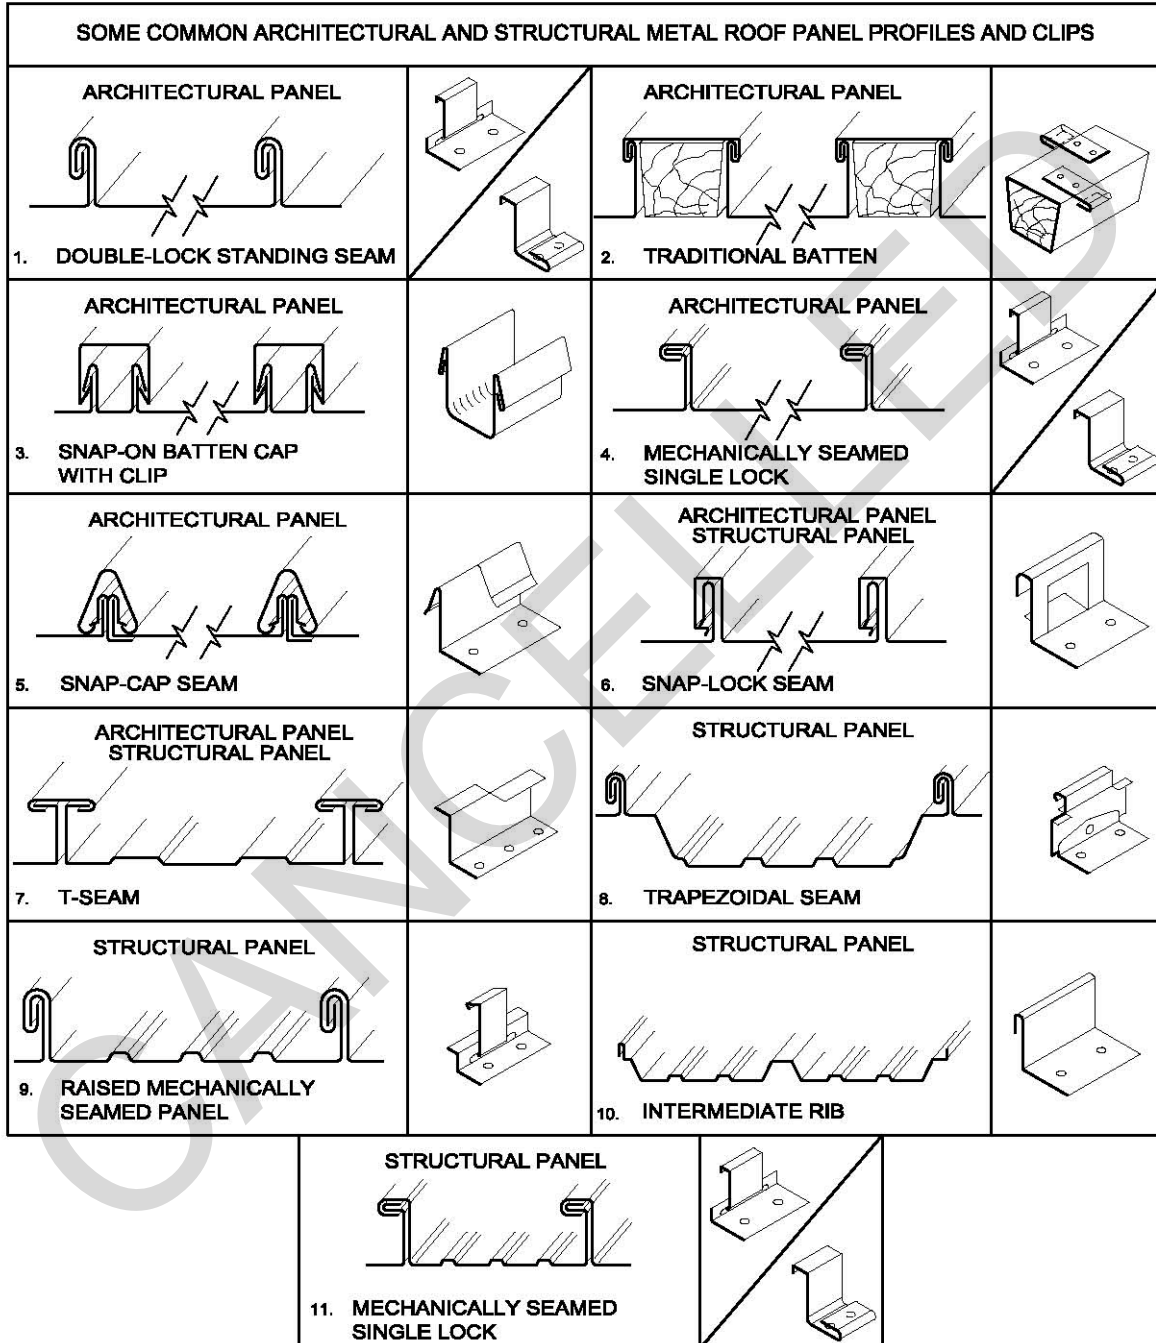 SOME COMMON ARCHITECTURAL AND STRUCTURAL METAL ROOF PANEL PROFILES AND CLIPS
ARCHITECTURAL PANEL
1. DOUBLE-LOCK STANDING SEAM
ARCHITECTURAL PANEL
2. TRADITIONAL BATTEN
ARCHITECTURAL PANEL
3. SNAP-ON BATTEN CAP
WITH CLIP
ARCHITECTURAL PANEL
4. MECHANICALLY SEAMED
SINGLE LOCK
ARCHITECTURAL PANEL
5. SNAP-CAP SEAM
ARCHITECTURAL PANEL
STRUCTURAL PANEL
6. SNAP-LOCK SEAM
ARCHITECTURAL PANEL
STRUCTURAL PANEL
7. T-SEAM
STRUCTURAL PANEL
8. TRAPEZOIDAL SEAM
STRUCTURAL PANEL
9. RAISED MECHANICALLY
SEAMED PANEL
STRUCTURAL PANEL
10. INTERMEDIATE RIB
STRUCTURAL PANEL
11. MECHANICALLY SEAMED
SINGLE LOCK
CANCELLED